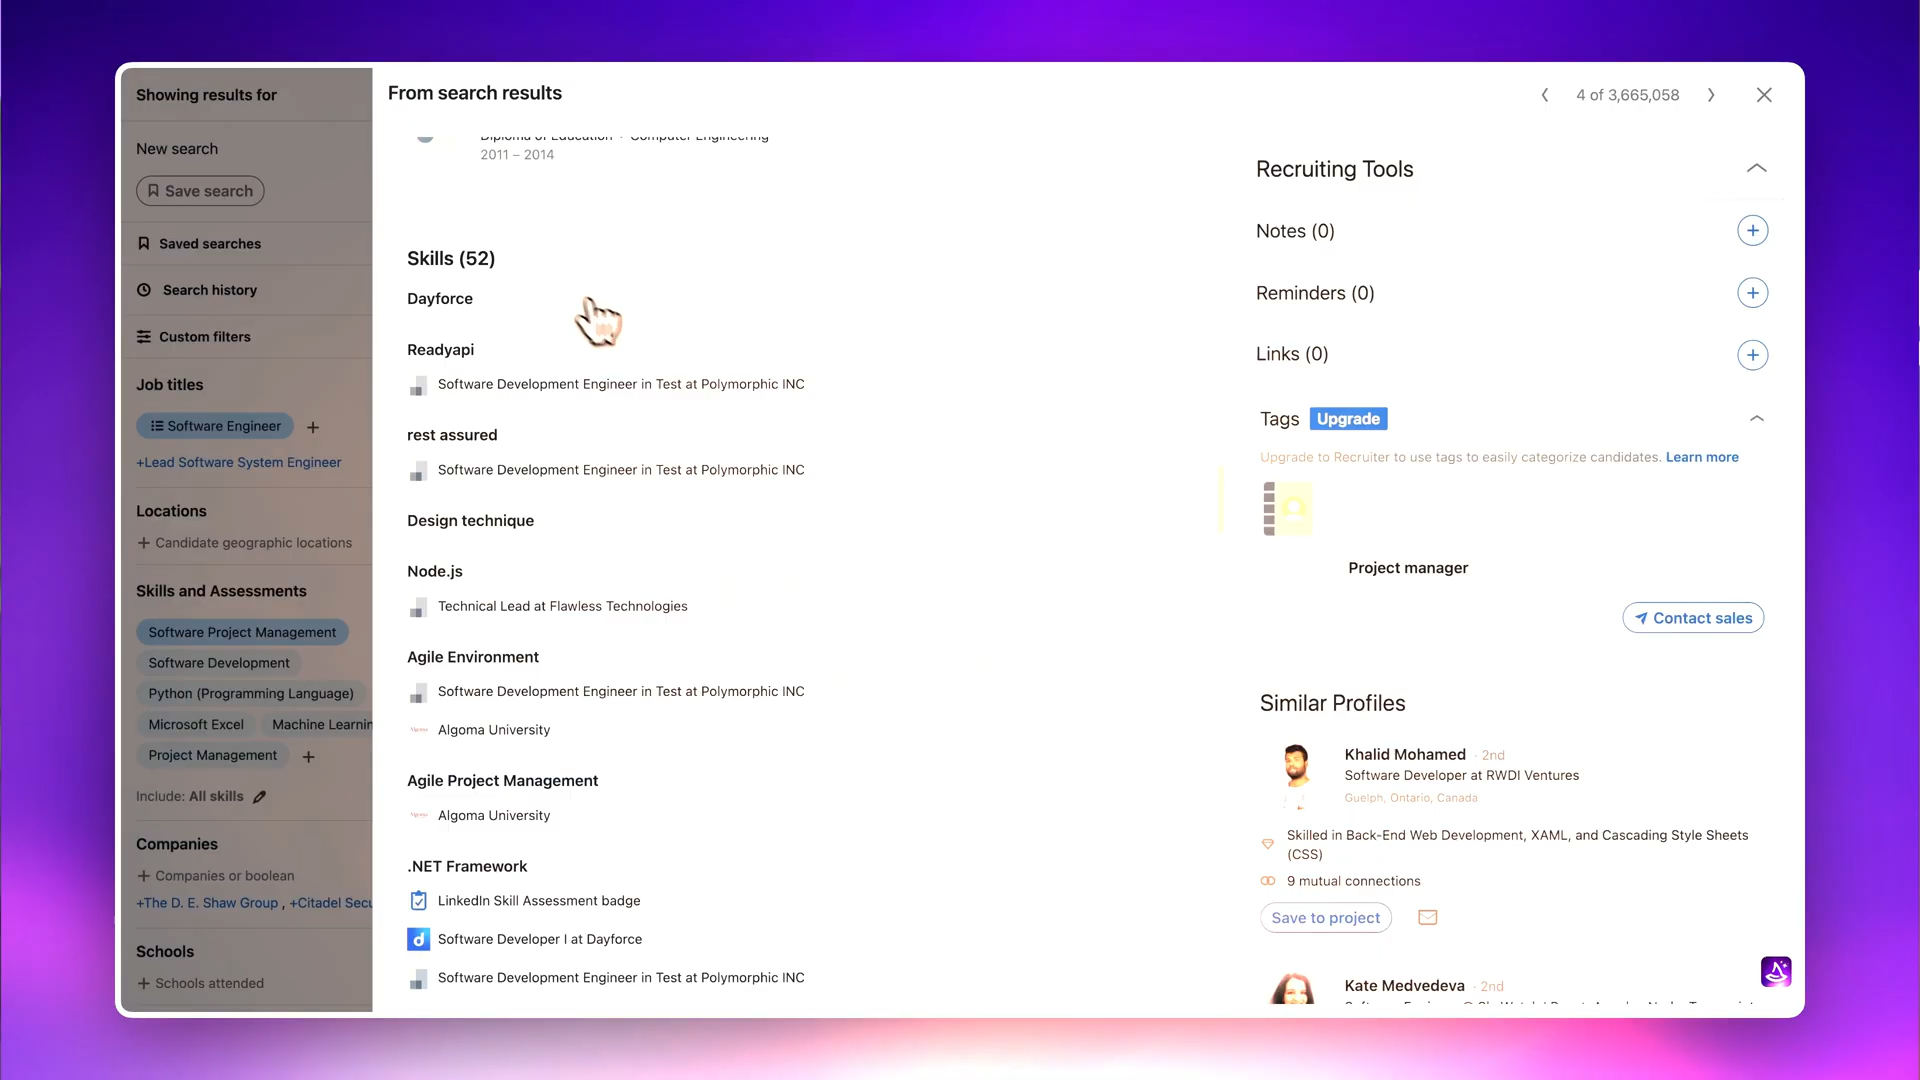 Showing results for
New search
Save search
Saved searches
Search history
Custom filters
Job titles
Software Engineer
+Lead Software System Engineer
Locations
+ Candidate geographic locations
Skills and Assessments
Software Project Management
Software Development
Python (Programming Language)
Microsoft Excel Machine Learnin
Project Management +
Include: All skills
Companies
+ Companies or boolean
+The D. E. Shaw Group , +Citadel Secu
Schools
+ Schools attended
From search results
4 of 3,665,058
Diploma of Education · Computer Engineering
2011 – 2014
Skills (52)
Dayforce
Readyapi
Software Development Engineer in Test at Polymorphic INC
rest assured
Software Development Engineer in Test at Polymorphic INC
Design technique
Node.js
Technical Lead at Flawless Technologies
Agile Environment
Software Development Engineer in Test at Polymorphic INC
Algoma University
Agile Project Management
Algoma University
.NET Framework
LinkedIn Skill Assessment badge
d Software Developer I at Dayforce
Software Development Engineer in Test at Polymorphic INC
Recruiting Tools
Notes (0)
Reminders (0)
Links (0)
Tags Upgrade
Upgrade to Recruiter to use tags to easily categorize candidates. Learn more
Project manager
Contact sales
Similar Profiles
Khalid Mohamed · 2nd
Software Developer at RWDI Ventures
Guelph, Ontario, Canada
Skilled in Back-End Web Development, XAML, and Cascading Style Sheets
(CSS)
9 mutual connections
Save to project
Kate Medvedeva · 2nd